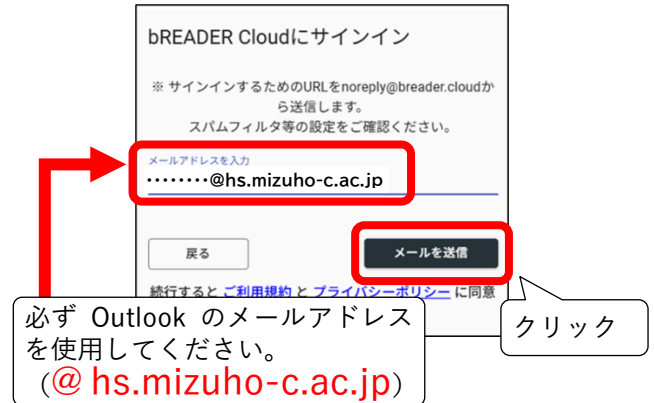 bREADER Cloudにサインイン
※ サインインするためのURLをnoreply@breader.cloudか
ら送信します。
スパムフィルタ等の設定をご確認ください。
メールアドレスを入力
········@hs.mizuho-c.ac.jp
戻る
メールを送信
続行すると ご利用規約 と プライバシーポリシー に同意
必ず Outlook のメールアドレス
を使用してください。
（@ hs.mizuho-c.ac.jp）
クリック